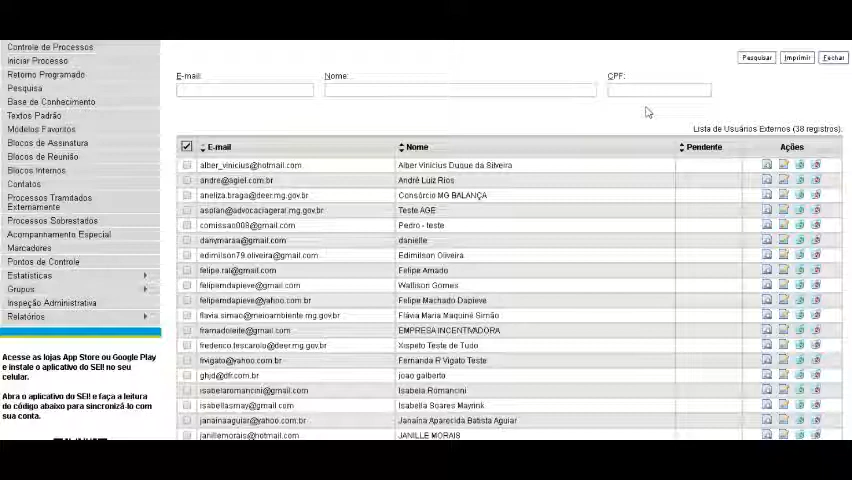 Controle de Processos
Iniciar Processo
Retorno Programado
Pesquisa
Base de Conhecimento
Textos Padrão
Modelos Favoritos
Blocos de Assinatura
Blocos de Reunião
Blocos Internos
Contatos
Processos Tramitados
Externamente
Processos Sobrestados
Acompanhamento Especial
Marcadores
Pontos de Controle
Estatísticas
Grupos
Inspeção Administrativa
Relatórios
Acesse as lojas App Store ou Google Play
e instale o aplicativo do SEI! no seu
celular.
Abra o aplicativo do SEI! e faça a leitura
do código abaixo para sincronizá-lo com
sua conta.
Pesquisar Imprimir Fechar
E-mail: Nome: CPF:
Lista de Usuários Externos (38 registros):
E-mail Nome Pendente Ações
alber_vinicius@hotmail.com Alber Vinicius Duque da Silveira
andre@agiel.com.br André Luiz Rios
aneliza.braga@deer.mg.gov.br Consórcio MG BALANÇA
asplan@advocaciageral.mg.gov.br Teste AGE
comissao008@gmail.com Pedro - teste
danymaraa@gmail.com danielle
edimilson79.oliveira@gmail.com Edimilson Oliveira
felipe.rai@gmail.com Felipe Amado
felipemdapieve@gmail.com Wallison Gomes
felipemdapieve@yahoo.com.br Felipe Machado Dapieve
flavia.simao@meioambiente.mg.gov.br Flávia Maria Maquiné Simão
framadoleite@gmail.com EMPRESA INCENTIVADORA
frederico.tescarolo@deer.mg.gov.br Xispeto Teste de Tudo
frvigato@yahoo.com.br Fernanda R Vigato Teste
ghjd@dfr.com.br joao galberto
isabelaromancini@gmail.com Isabela Romancini
isabellasmay@gmail.com Isabella Soares Mayrink
janainaaguiar@yahoo.com.br Janaína Aparecida Batista Aguiar
janillemorais@hotmail.com JANILLE MORAIS